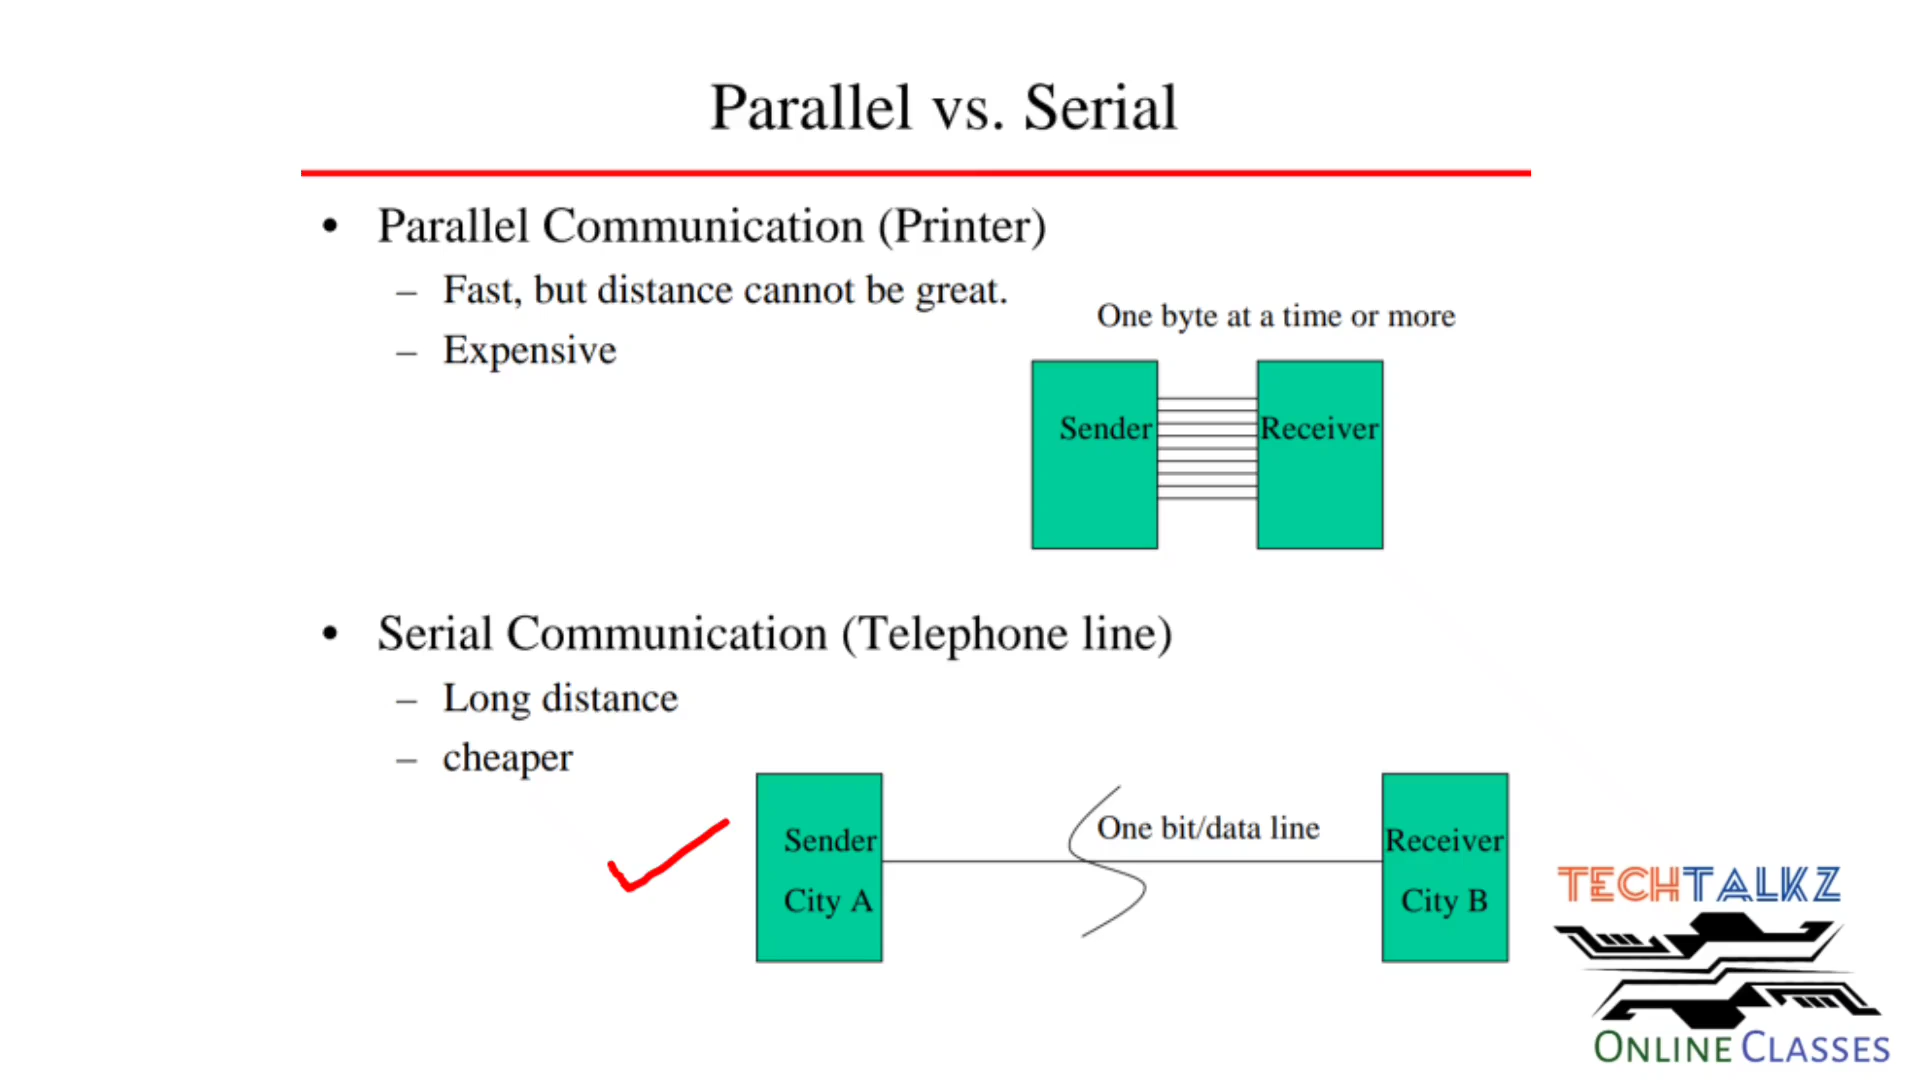 Parallel vs. Serial
• Parallel Communication (Printer)
– Fast, but distance cannot be great.
– Expensive
One byte at a time or more
Sender
Receiver
• Serial Communication (Telephone line)
– Long distance
– cheaper
Sender
City A
One bit/data line
Receiver
City B
TECHTALKZ
ONLINE CLASSES